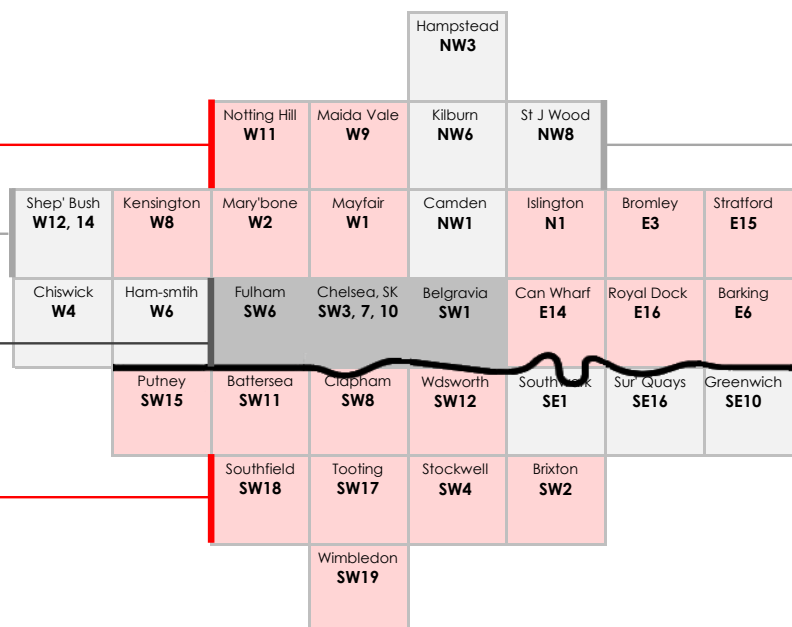 Hampstead
NW3
Notting Hill
W11
Maida Vale
W9
Kilburn
NW6
St J Wood
NW8
Shep' Bush
W12, 14
Kensington
W8
Mary'bone
W2
Mayfair
W1
Camden
NW1
Islington
N1
Bromley
E3
Stratford
E15
Chiswick
W4
Ham-smtih
W6
Fulham
SW6
Chelsea, SK
SW3, 7, 10
Belgravia
SW1
Can Wharf
E14
Royal Dock
E16
Barking
E6
Putney
SW15
Battersea
SW11
Clapham
SW8
Wdsworth
SW12
Southwark
SE1
Sur' Quays
SE16
Greenwich
SE10
Southfield
SW18
Tooting
SW17
Stockwell
SW4
Brixton
SW2
Wimbledon
SW19